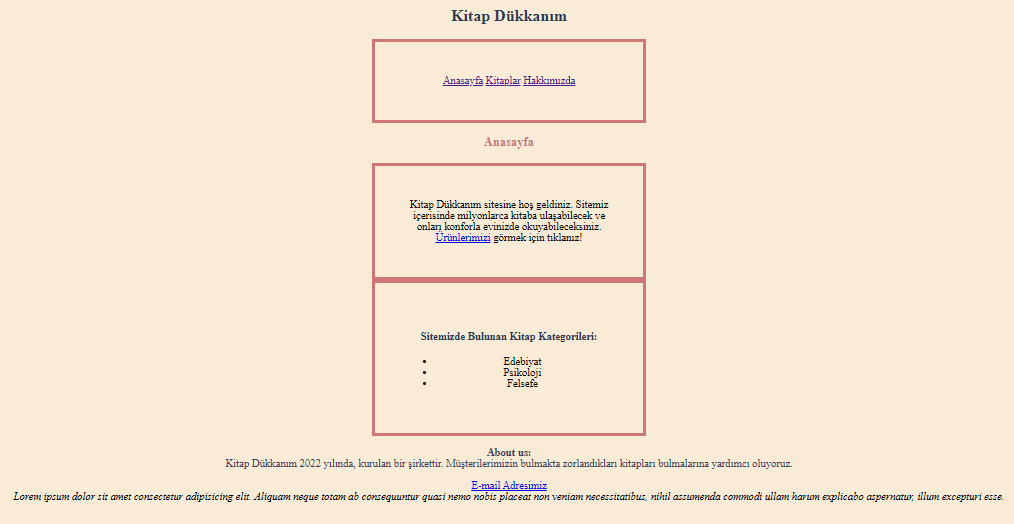 Kitap Dükkanım
Anasayfa Kitaplar Hakkımızda
Anasayfa
Kitap Dükkanım sitesine hoş geldiniz. Sitemiz
içerisinde milyonlarca kitaba ulaşabilecek ve
onları konforla evinizde okuyabileceksiniz.
Ürünlerimizi görmek için tıklanız!
Sitemizde Bulunan Kitap Kategorileri:
• Edebiyat
• Psikoloji
• Felsefe
About us:
Kitap Dükkanım 2022 yılında, kurulan bir şirkettir. Müşterilerimizin bulmakta zorlandıkları kitapları bulmalarına yardımcı oluyoruz.
E-mail Adresimiz
Lorem ipsum dolor sit amet consectetur adipisicing elit. Aliquam neque totam ab consequuntur quasi nemo nobis placeat non veniam necessitatibus, nihil assumenda commodi ullam harum explicabo aspernatur, illum excepturi esse.